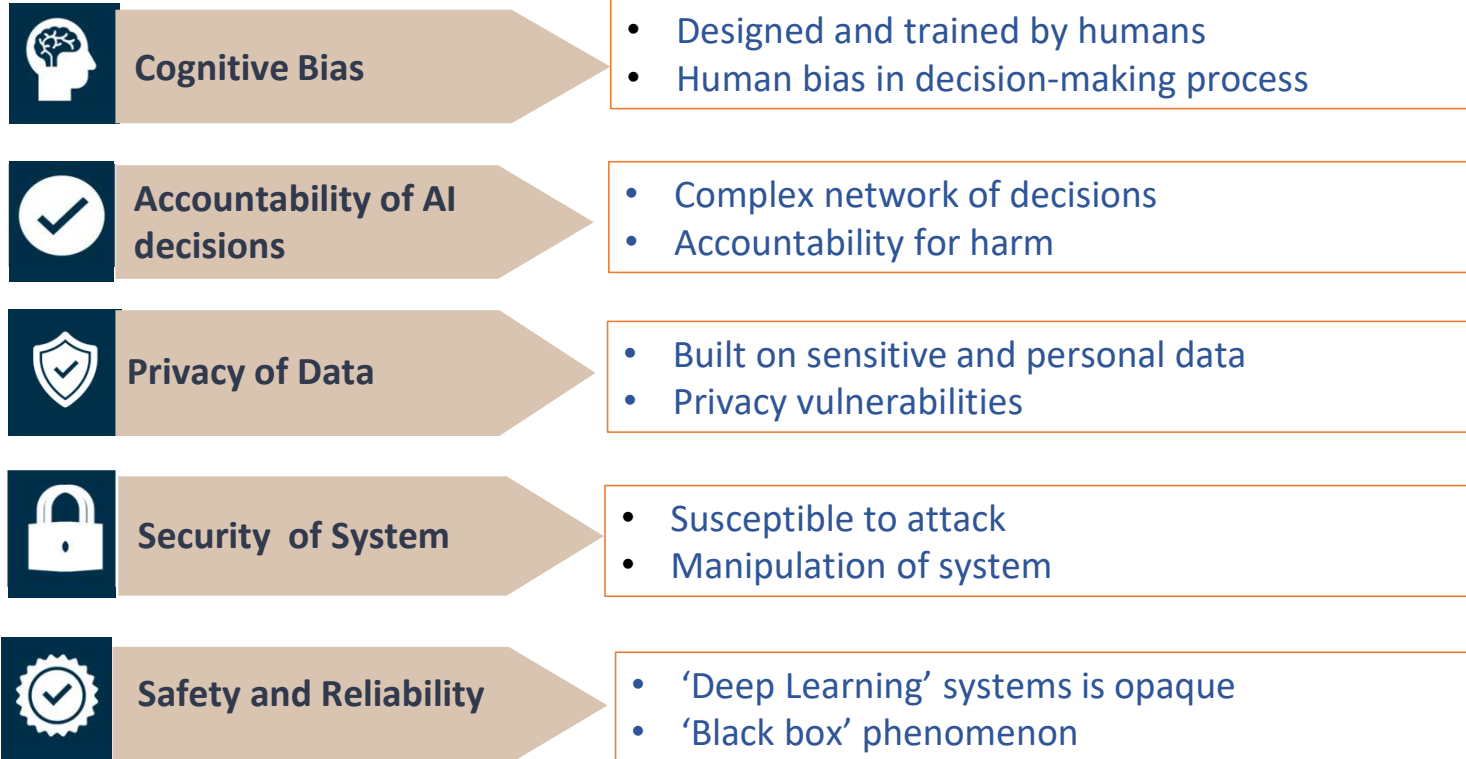 Cognitive Bias
• Designed and trained by humans
• Human bias in decision-making process
Accountability of AI
decisions
• Complex network of decisions
• Accountability for harm
Privacy of Data
• Built on sensitive and personal data
• Privacy vulnerabilities
Security  of System
• Susceptible to attack
• Manipulation of system
Safety and Reliability
• ‘Deep Learning’ systems is opaque
• ‘Black box’ phenomenon